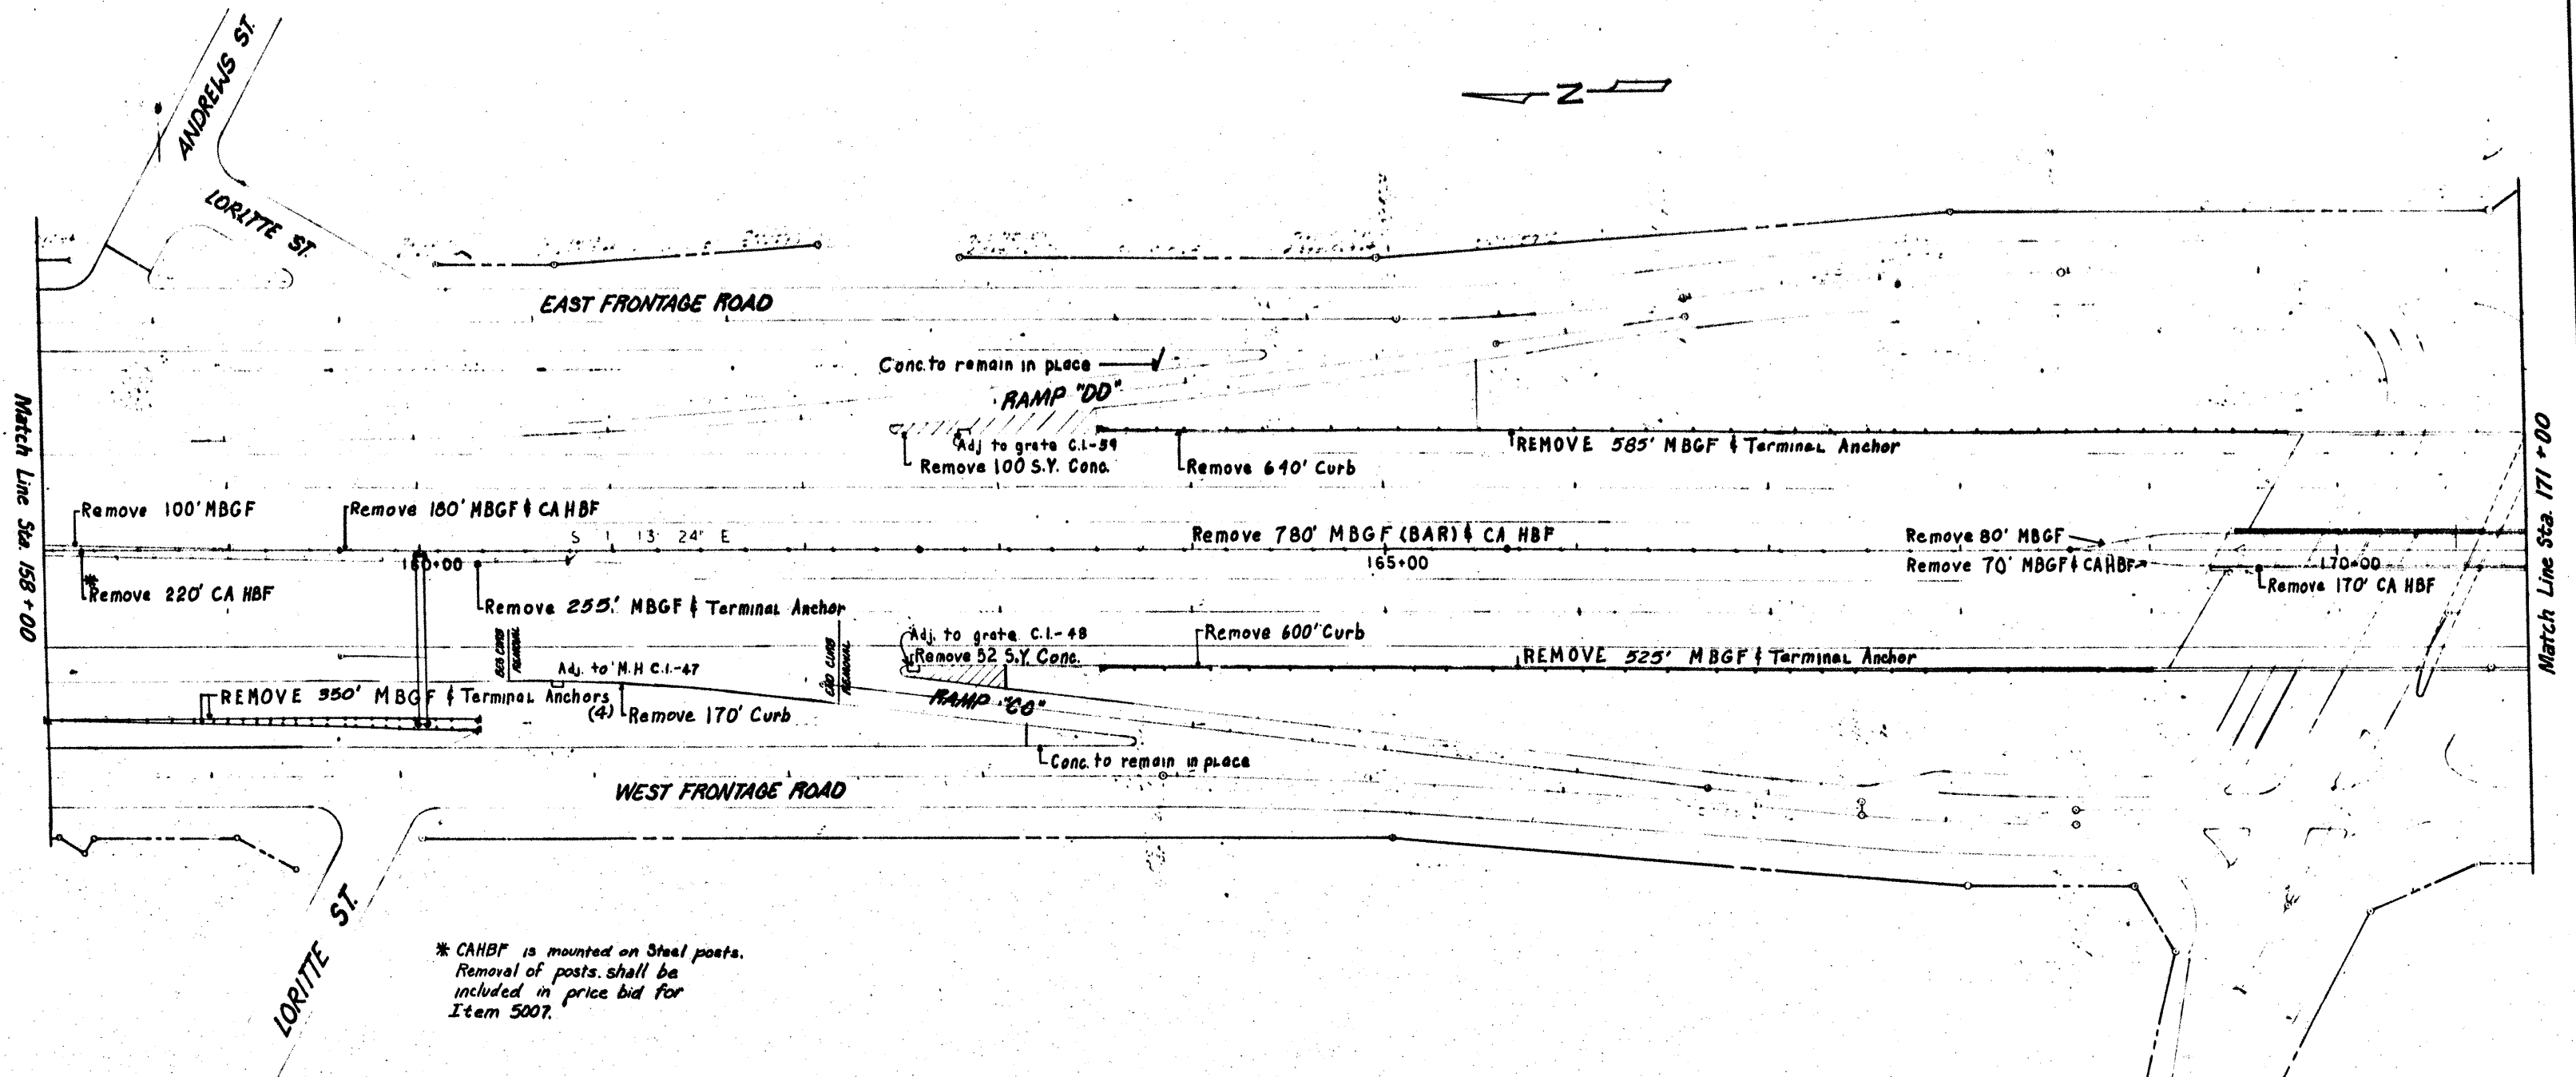 ANDREWS ST.
N
LORITTE ST.
EAST FRONTAGE ROAD
Conc. to remain in place
RAMP "DD"
Adj to grate C.I.-59
Remove 100 S.Y. Conc.
Remove 640' Curb
REMOVE 585' MBGF & Terminal Anchor
Match Line Sta. 158+00
Match Line Sta. 171+00
Remove 100' MBGF
Remove 180' MBGF & CAHBF
S 1 13' 24" E
Remove 780' MBGF (BAR) & CA HBF
Remove 80' MBGF
160+00
165+00
Remove 70' MBGF & CAHBF
170+00
* Remove 220' CA HBF
Remove 170' CA HBF
Remove 255' MBGF & Terminal Anchor
BEG CURB
REMOVAL
END CURB
REMOVAL
Adj. to grate C.I.-48
Remove 52 S.Y. Conc.
Remove 600' Curb
REMOVE 525' MBGF & Terminal Anchor
Adj. to M.H C.I.-47
REMOVE 350' MBGF & Terminal Anchors
(4)
Remove 170' Curb
RAMP "CC"
Conc. to remain in place
WEST FRONTAGE ROAD
LORITTE ST.
* CAHBF is mounted on Steel posts.
Removal of posts. shall be
included in price bid for
Item 5007.